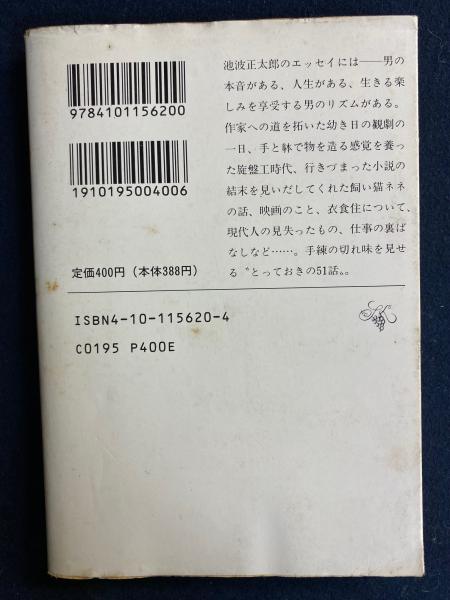 9784101156200
1910195004006
定価400円(本体388円)
池波正太郎のエッセイには――男の
本音がある、人生がある、生きる楽
しみを享受する男のリズムがある。
作家への道を拓いた幼き日の観劇の
一日、手と躰で物を造る感覚を養っ
た旋盤工時代、行きづまった小説の
結末を見いだしてくれた飼い猫ネネ
の話、映画のこと、衣食住について、
現代人の見失ったもの、仕事の裏ば
なしなど……。手練の切れ味を見せ
る〝とっておきの51話〟。
ISBN4-10-115620-4
C0195 P400E